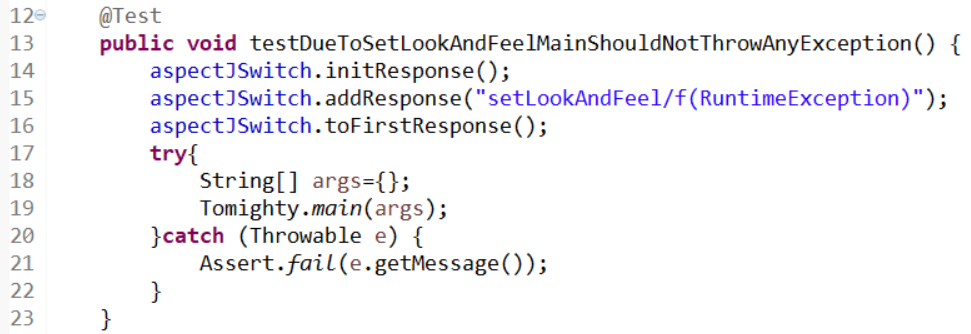 12 @Test
13 public void testDueToSetLookAndFeelMainShouldNotThrowAnyException() {
14 aspectJSwitch.initResponse();
15 aspectJSwitch.addResponse("setLookAndFeel/f(RuntimeException)");
16 aspectJSwitch.toFirstResponse();
17 try{
18 String[] args={};
19 Tomighty.main(args);
20 }catch (Throwable e) {
21 Assert.fail(e.getMessage());
22 }
23 }